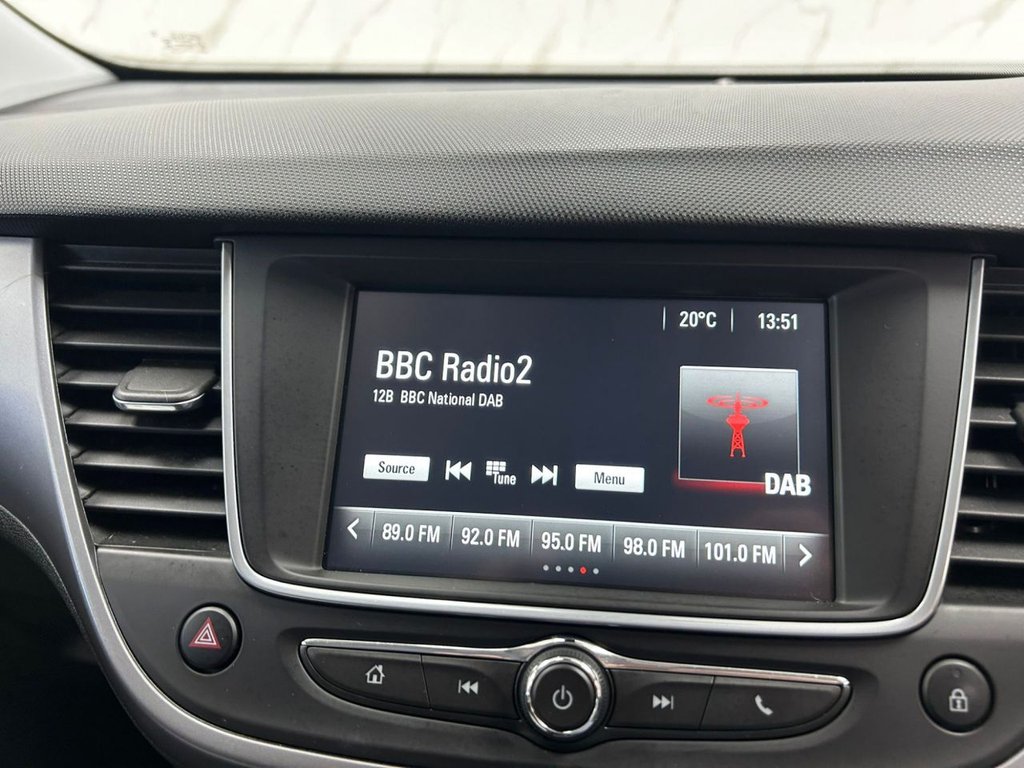 20°C 13:51
BBC Radio2
12B BBC National DAB
DAB
Source Tune Menu
89.0 FM 92.0 FM 95.0 FM 98.0 FM 101.0 FM